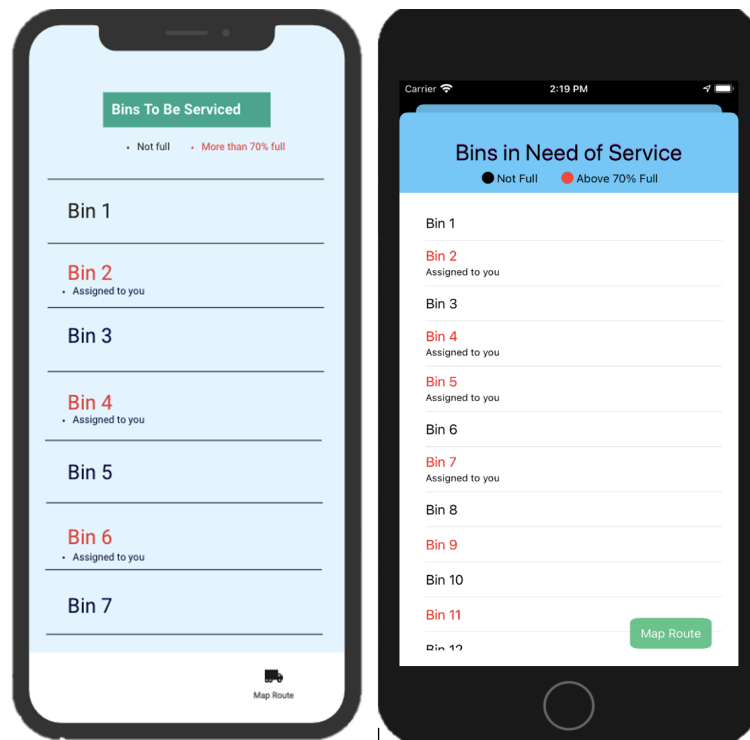 Bins To Be Serviced
• Not full • More than 70% full
Bin 1
Bin 2
• Assigned to you
Bin 3
Bin 4
• Assigned to you
Bin 5
Bin 6
• Assigned to you
Bin 7
Map Route
Carrier 2:19 PM
Bins in Need of Service
Not Full Above 70% Full
Bin 1
Bin 2
Assigned to you
Bin 3
Bin 4
Assigned to you
Bin 5
Assigned to you
Bin 6
Bin 7
Assigned to you
Bin 8
Bin 9
Bin 10
Bin 11
Map Route
Bin 12